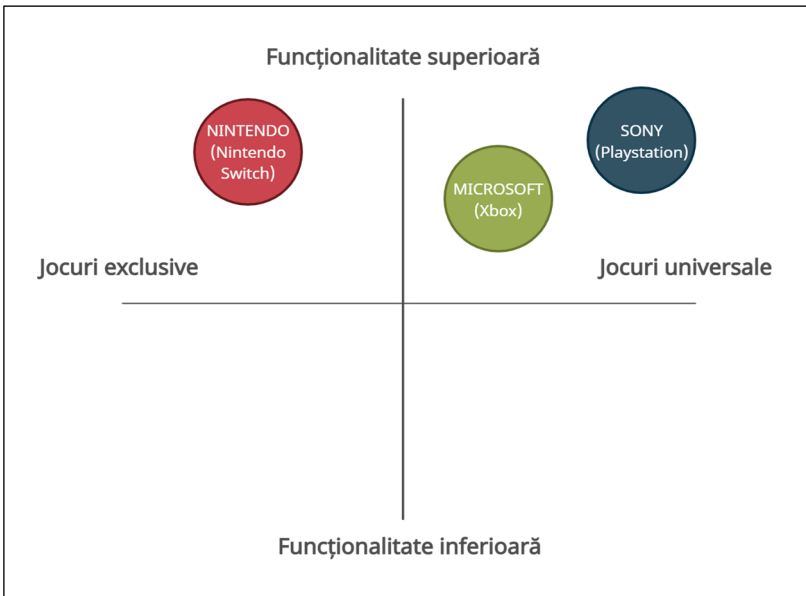 Funcționalitate superioară
NINTENDO
(Nintendo
Switch)
SONY
(Playstation)
MICROSOFT
(Xbox)
Jocuri exclusive
Jocuri universale
Funcționalitate inferioară